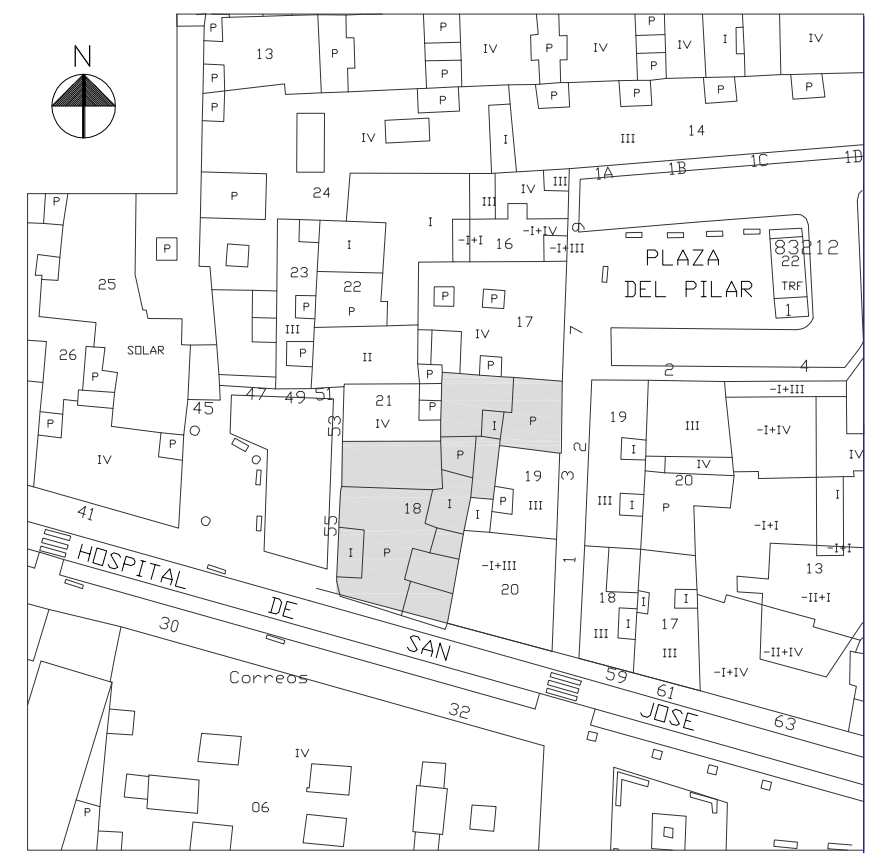 N
P
P
P
P
IV
P
IV
P
P
IV
I
IV
13
P
P
P
P
P
P
IV
I
III
14
1A
1B
1C
1D
P
24
III
IV
III
I
-I+IV
-I+I
16
-I+III
9
P
P
25
I
23
22
P
P
III
P
II
PLAZA
DEL PILAR
83212
22
TRF
1
P
P
17
IV
7
P
P
SOLAR
26
P
2
4
45
47
49
51
53
21
IV
P
I
P
P
P
IV
41
-I+III
19
III
-I+IV
I
IV
IV
20
2
3
P
19
III
P
I
I
18
55
I
P
III
I
P
I
-I+I
-I+I
1
-I+III
20
13
-II+I
18
I
I
I
III
17
III
-II+IV
-I+IV
HOSPITAL
DE
SAN
JOSE
30
Correos
32
59
61
63
IV
06
P